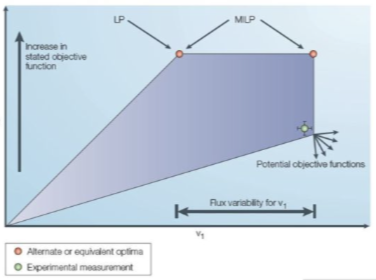 LP MILP
Increase in
stated objective
function
Potential objective functions
Flux variability for v1
v1
Alternate or equivalent optima
Experimental measurement